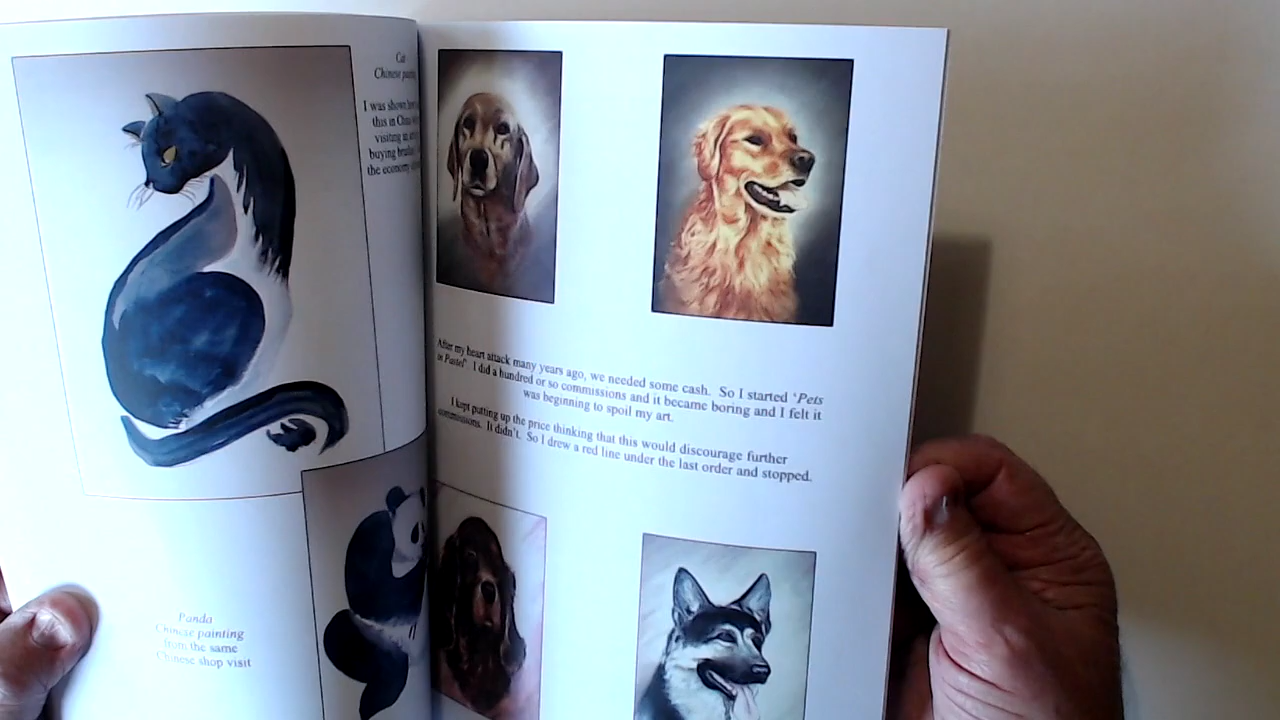 Cat
Chinese
I was shown
this in China
visiting an
buying
the economy
Panda
Chinese painting
from the same
Chinese shop visit
After my heart attack many years ago, we needed some cash. So I started ‘Pets
in Pastel’. I did a hundred or so commissions and it became boring and I felt it
was beginning to spoil my art.
I kept putting up the price thinking that this would discourage further
commissions. It didn’t. So I drew a red line under the last order and stopped.